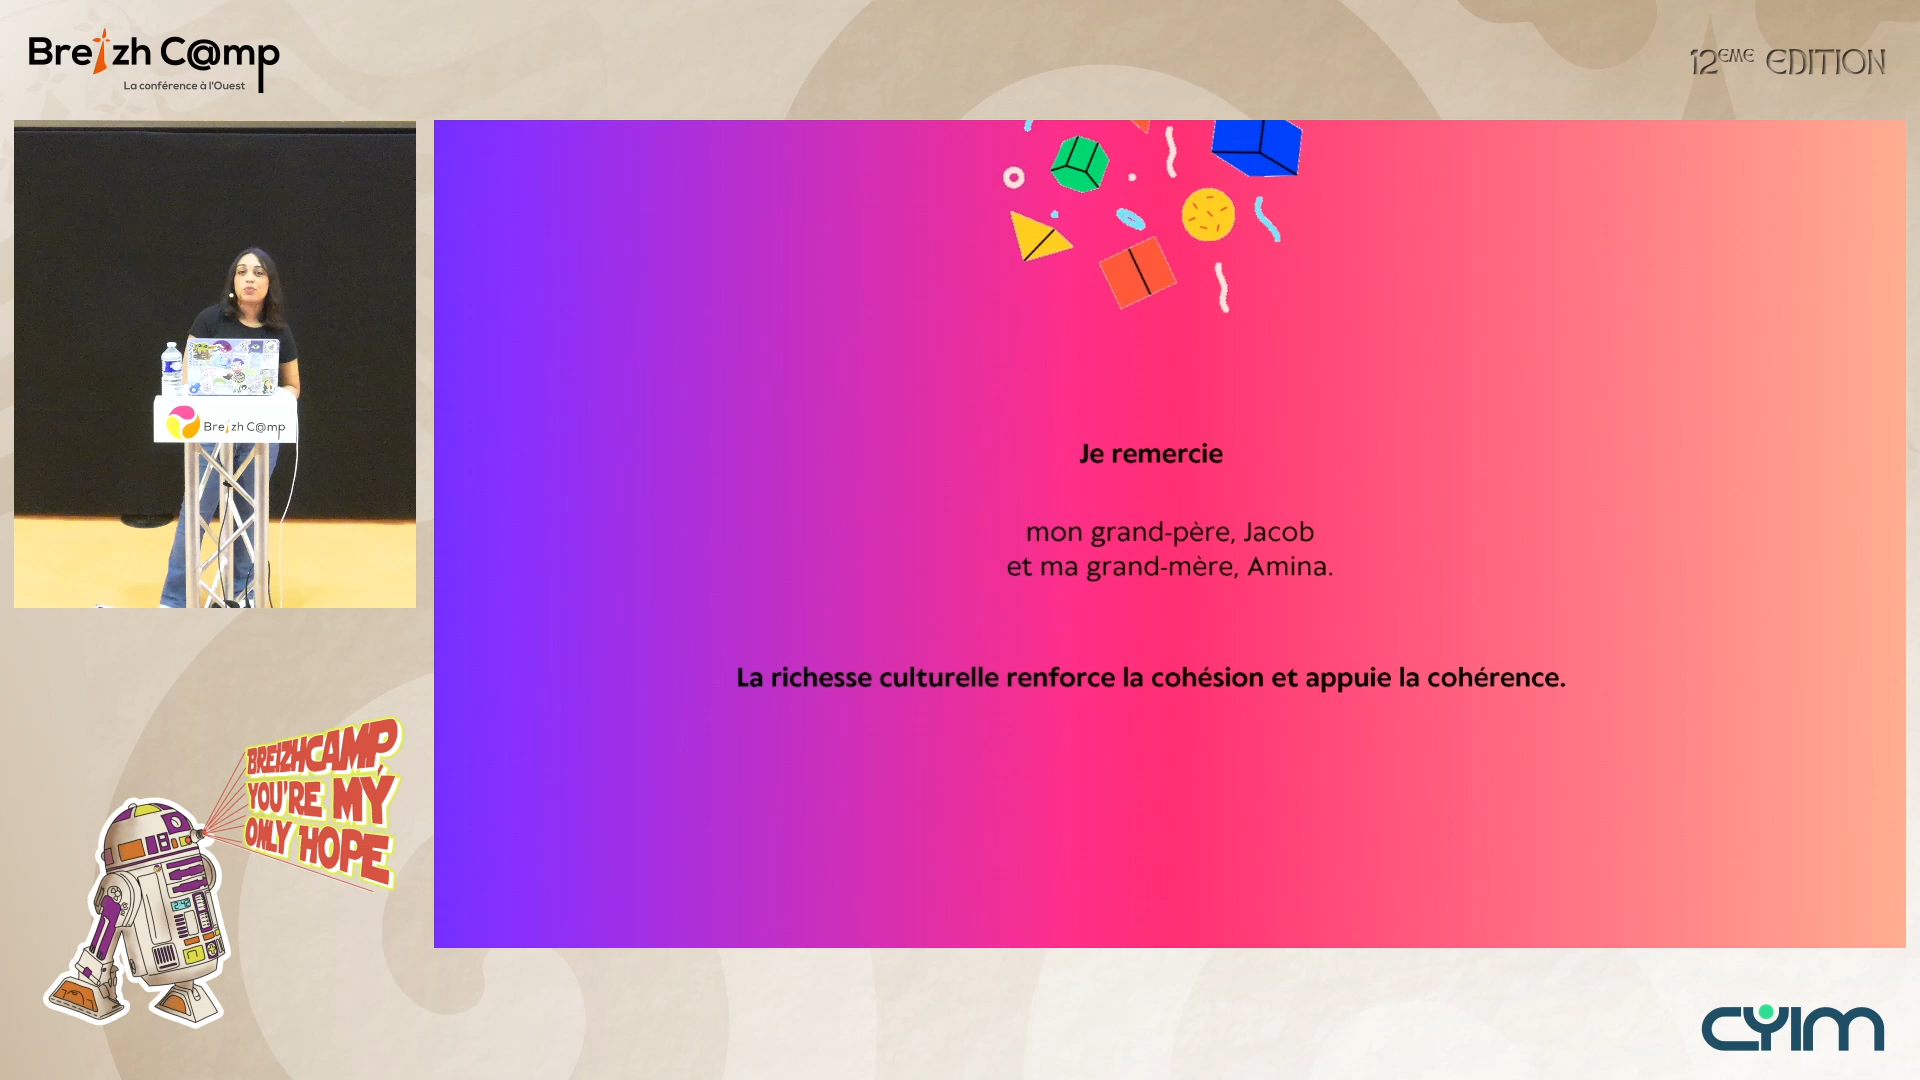 Breizh C@mp
La conférence à l'Ouest
12EME EDITION
Breizh C@mp
Je remercie
mon grand-père, Jacob
et ma grand-mère, Amina.
La richesse culturelle renforce la cohésion et appuie la cohérence.
BREIZHCAMP,
YOU'RE MY
ONLY HOPE
CYIM